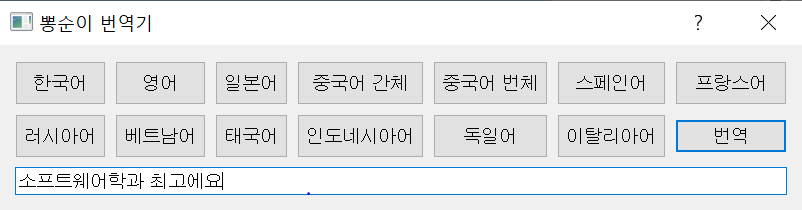 뽕순이 번역기
한국어 영어 일본어 중국어 간체 중국어 번체 스페인어 프랑스어
러시아어 베트남어 태국어 인도네시아어 독일어 이탈리아어 번역
소프트웨어학과 최고에요